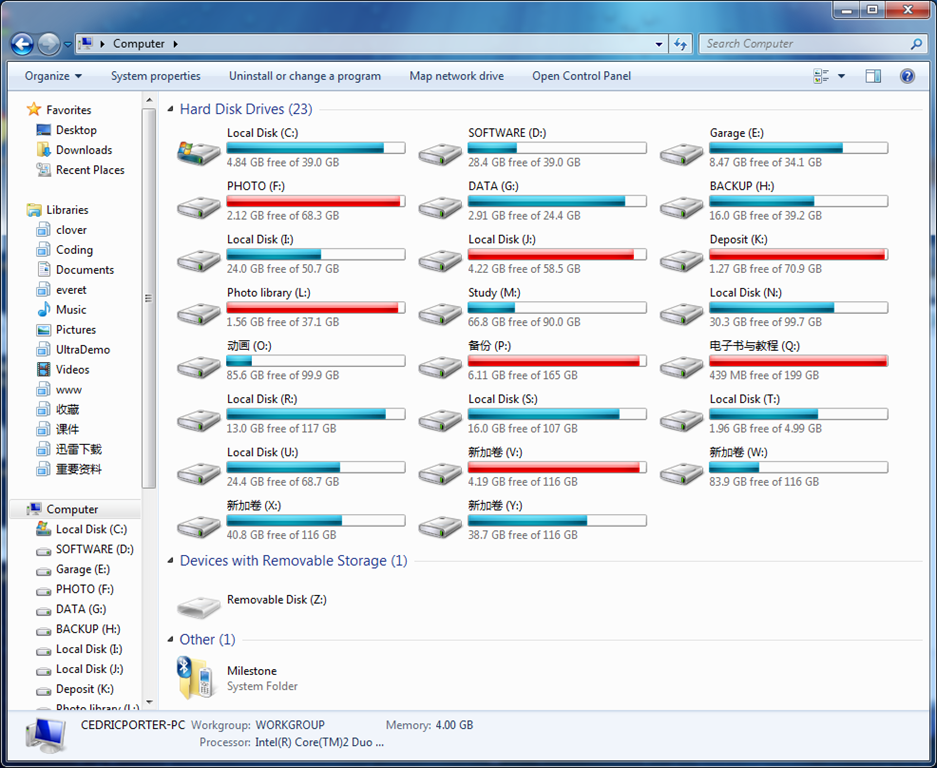 Computer
Search Computer
Organize
System properties
Uninstall or change a program
Map network drive
Open Control Panel
Favorites
Desktop
Downloads
Recent Places
Libraries
clover
Coding
Documents
everet
Music
Pictures
UltraDemo
Videos
www
收藏
课件
迅雷下载
重要资料
Computer
Local Disk (C:)
SOFTWARE (D:)
Garage (E:)
PHOTO (F:)
DATA (G:)
BACKUP (H:)
Local Disk (I:)
Local Disk (J:)
Deposit (K:)
Photo library (L:)
Hard Disk Drives (23)
Local Disk (C:)
4.84 GB free of 39.0 GB
SOFTWARE (D:)
28.4 GB free of 39.0 GB
Garage (E:)
8.47 GB free of 34.1 GB
PHOTO (F:)
2.12 GB free of 68.3 GB
DATA (G:)
2.91 GB free of 24.4 GB
BACKUP (H:)
16.0 GB free of 39.2 GB
Local Disk (I:)
24.0 GB free of 50.7 GB
Local Disk (J:)
4.22 GB free of 58.5 GB
Deposit (K:)
1.27 GB free of 70.9 GB
Photo library (L:)
1.56 GB free of 37.1 GB
Study (M:)
66.8 GB free of 90.0 GB
Local Disk (N:)
30.3 GB free of 99.7 GB
动画 (O:)
85.6 GB free of 99.9 GB
备份 (P:)
6.11 GB free of 165 GB
电子书与教程 (Q:)
439 MB free of 199 GB
Local Disk (R:)
13.0 GB free of 117 GB
Local Disk (S:)
16.0 GB free of 107 GB
Local Disk (T:)
1.96 GB free of 4.99 GB
Local Disk (U:)
24.4 GB free of 68.7 GB
新加卷 (V:)
4.19 GB free of 116 GB
新加卷 (W:)
83.9 GB free of 116 GB
新加卷 (X:)
40.8 GB free of 116 GB
新加卷 (Y:)
38.7 GB free of 116 GB
Devices with Removable Storage (1)
Removable Disk (Z:)
Other (1)
Milestone
System Folder
CEDRICPORTER-PC Workgroup: WORKGROUP Memory: 4.00 GB
Processor: Intel(R) Core(TM)2 Duo ...